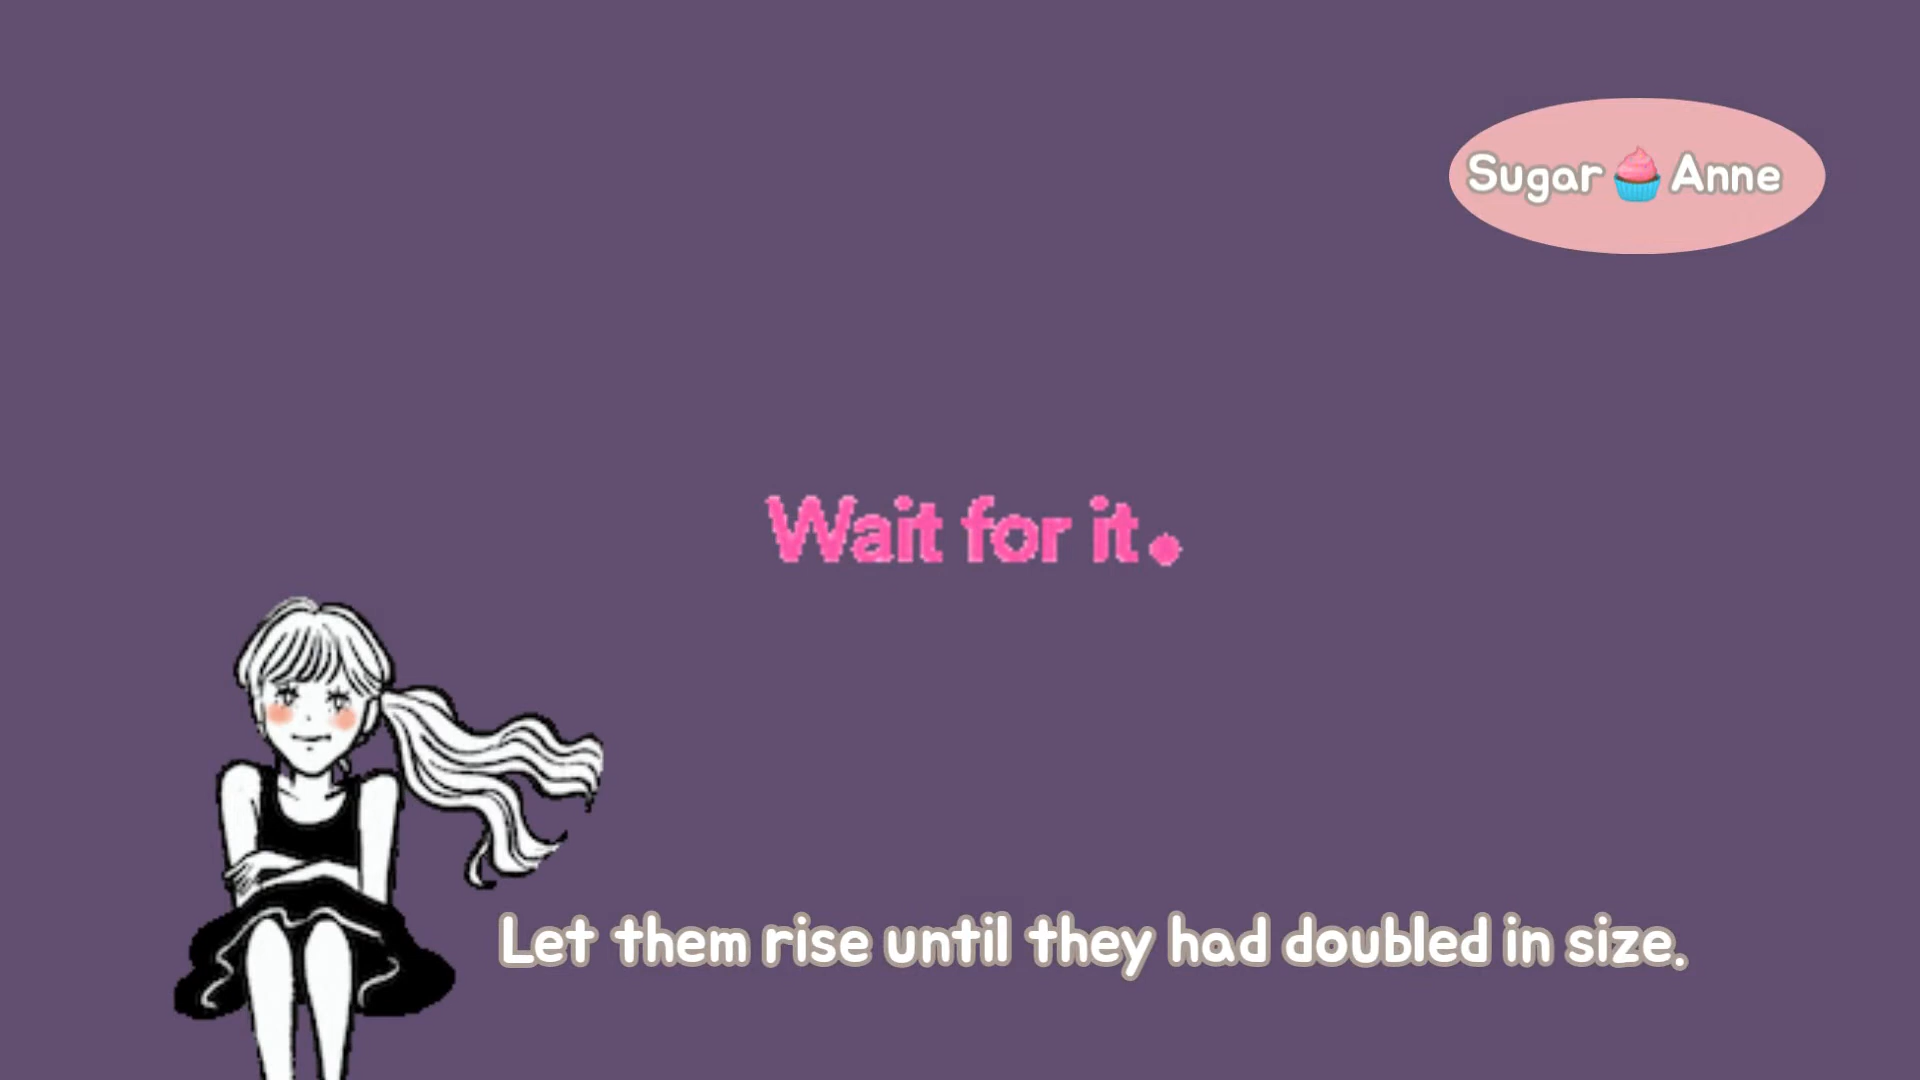 Sugar🧁Anne
Wait for it.
Let them rise until they had doubled in size.